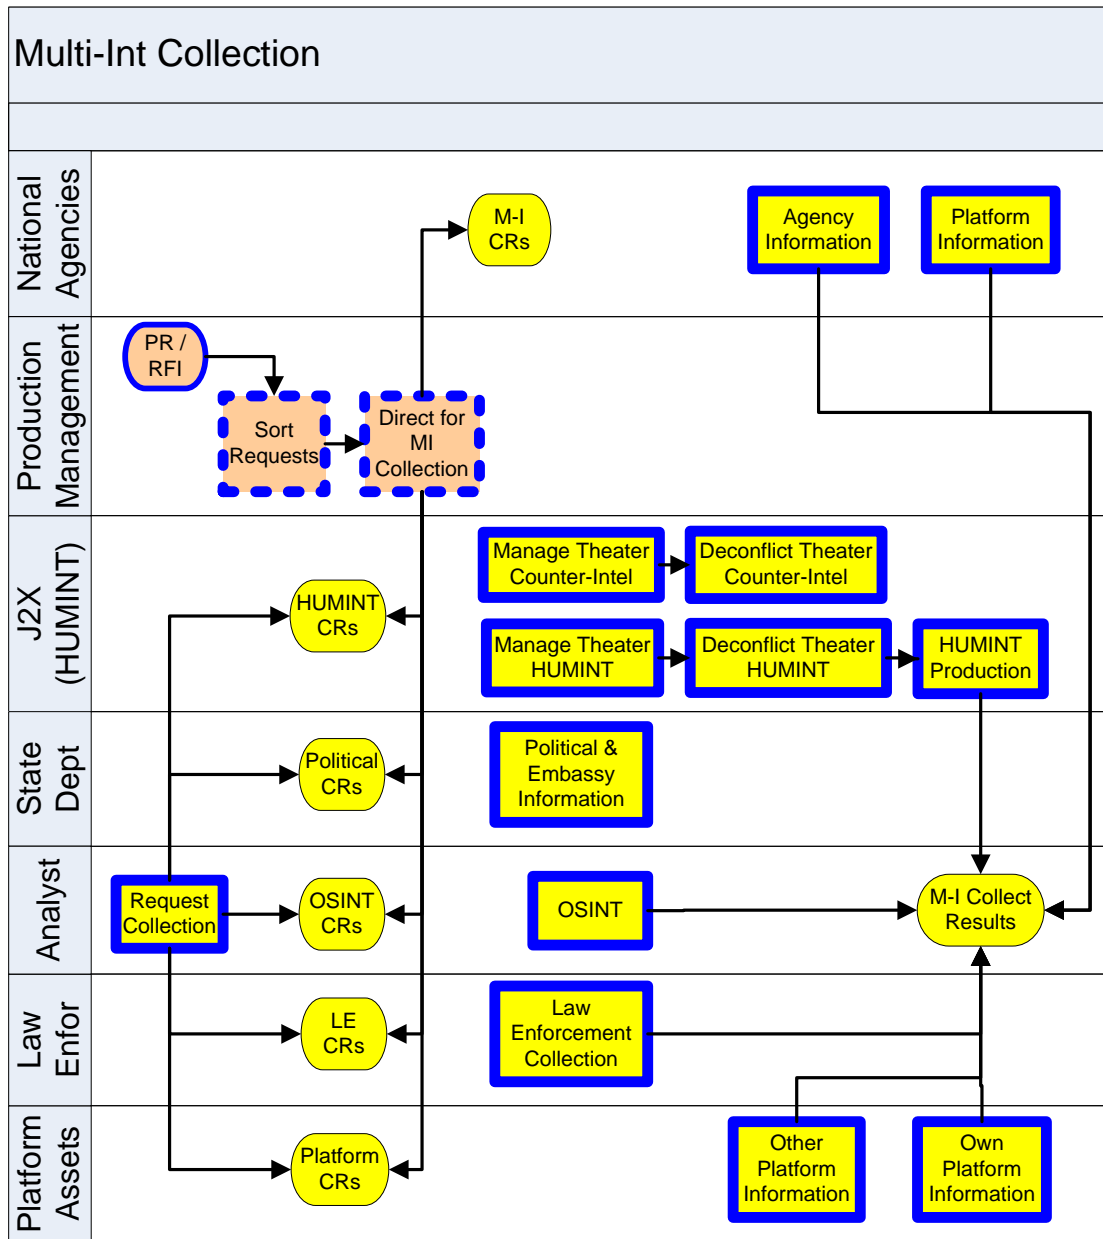 Multi-Int Collection
National
Agencies
M-I
CRs
Agency
Information
Platform
Information
Production
Management
PR /
RFI
Sort
Requests
Direct for
MI
Collection
J2X
(HUMINT)
HUMINT
CRs
Manage Theater
Counter-Intel
Deconflict Theater
Counter-Intel
Manage Theater
HUMINT
Deconflict Theater
HUMINT
HUMINT
Production
State
Dept
Political
CRs
Political &
Embassy
Information
Analyst
Request
Collection
OSINT
CRs
OSINT
M-I Collect
Results
Law
Enfor
LE
CRs
Law
Enforcement
Collection
Platform
Assets
Platform
CRs
Other
Platform
Information
Own
Platform
Information